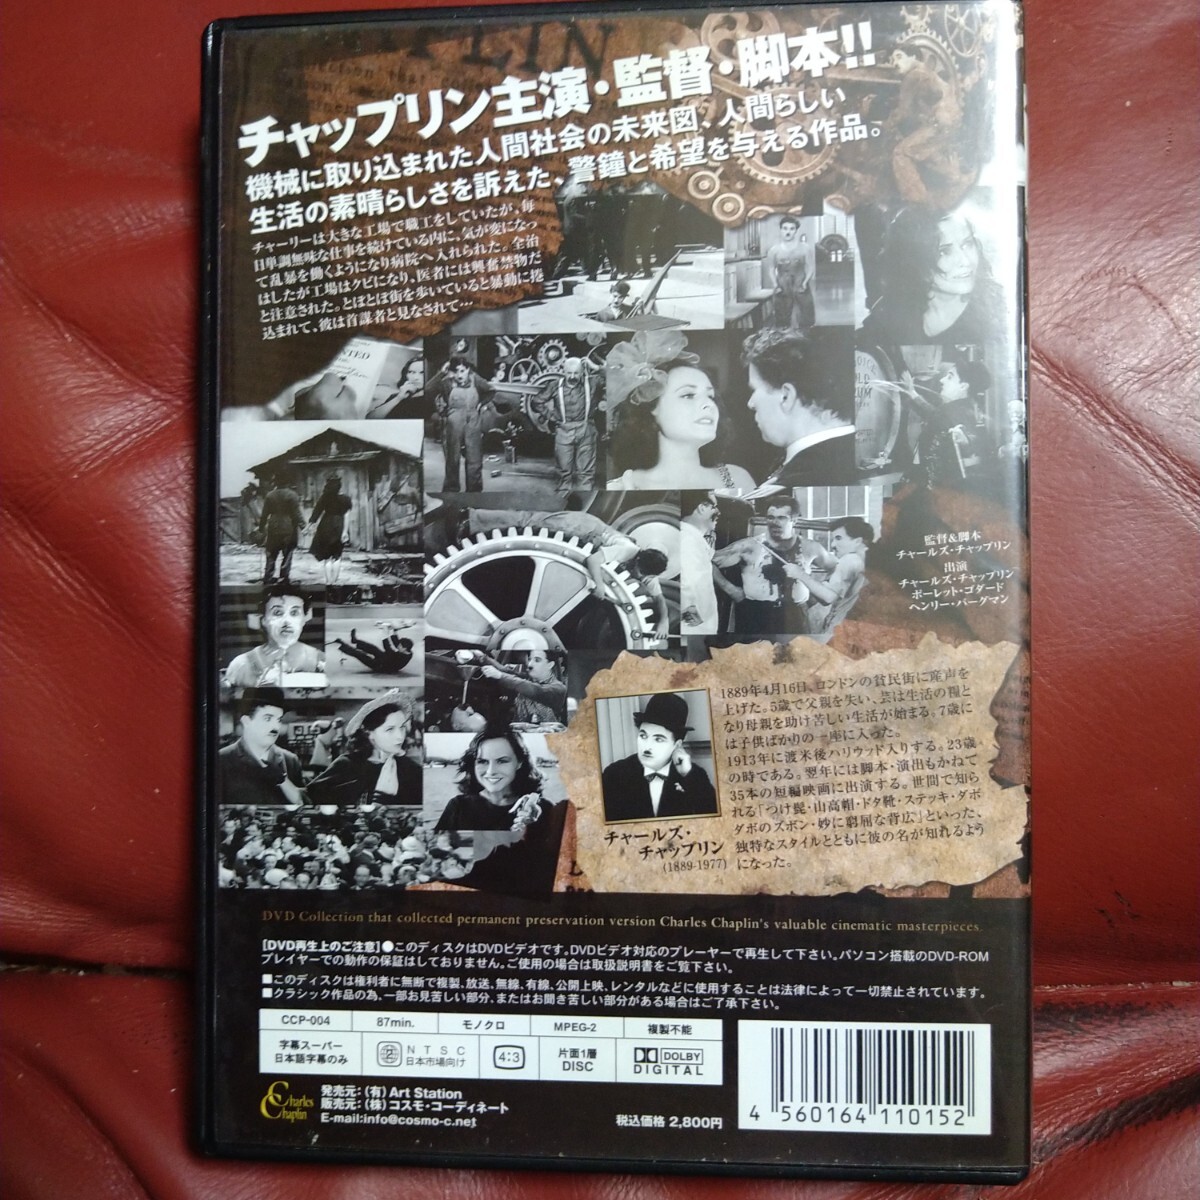 チャップリン主演・監督・脚本!!
機械に取り込まれた人間社会の未来図、人間らしい
生活の素晴らしさを訴えた、警鐘と希望を与える作品。
チャーリーは大きな工場で職工をしていたが、毎
日単調無味な仕事を続けている内に、気が変になっ
て乱暴を働くようになり病院へ入れられた。全治
はしたが工場はクビになり、医者には興奮禁物だ
と注意された。とぼとぼ街を歩いていると暴動に捲
込まれて、彼は首謀者と見なされて…
監督&脚本
チャールズ・チャップリン
出演
チャールズ・チャップリン
ポーレット・ゴダード
ヘンリー・バーグマン
1889年4月16日、ロンドンの貧民街に産声を
上げた。5歳で父親を失い、芸は生活の糧と
なり母親を助け苦しい生活が始まる。7歳に
は子供ばかりの一座に入った。
1913年に渡米後ハリウッド入りする。23歳
の時である。翌年には脚本・演出もかねて
35本の短編映画に出演する。世間で知ら
れる「つけ髭・山高帽・ドタ靴・ステッキ・ダボ
ダボのズボン・妙に窮屈な背広」といった、
独特なスタイルとともに彼の名が知れるよう
になった。
チャールズ・
チャップリン
(1889-1977)
DVD Collection that collected permanent preservation version Charles Chaplin's valuable cinematic masterpieces.
[DVD再生上のご注意]●このディスクはDVDビデオです。DVDビデオ対応のプレーヤーで再生して下さい。パソコン搭載のDVD-ROM
プレイヤーでの動作の保証はしておりません。ご使用の場合は取扱説明書をご覧下さい。
■このディスクは権利者に無断で複製、放送、無線、有線、公開上映、レンタルなどに使用することは法律によって一切禁止されています。
■クラシック作品の為、一部お見苦しい部分、またはお聞き苦しい部分がある場合はご了承下さい。
CCP-004 87min. モノクロ MPEG-2 複製不能
字幕スーパー
日本語字幕のみ
2 NTSC
日本市場向け
4:3
片面1層
DISC
DOLBY
DIGITAL
Charles
Chaplin
発売元:(有)Art Station
販売元:(株)コスモ・コーディネート
E-mail:info@cosmo-c.net
税込価格 2,800円
4 560164 110152